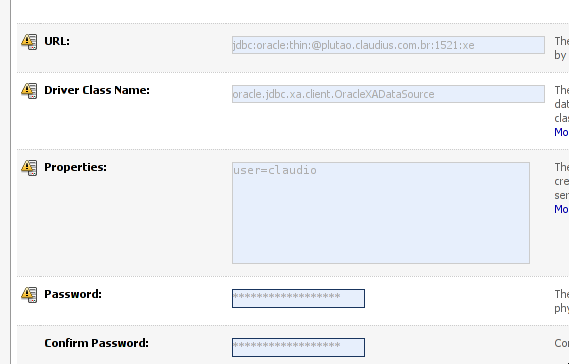 URL:
jdbc:oracle:thin:@plutao.claudius.com.br:1521:xe
The
by
Driver Class Name:
oracle.jdbc.xa.client.OracleXADataSource
The
dat
clas
Mo
Properties:
user=claudio
The
cre
ser
Mo
Password:
******************
The
phy
Confirm Password:
******************
Cor